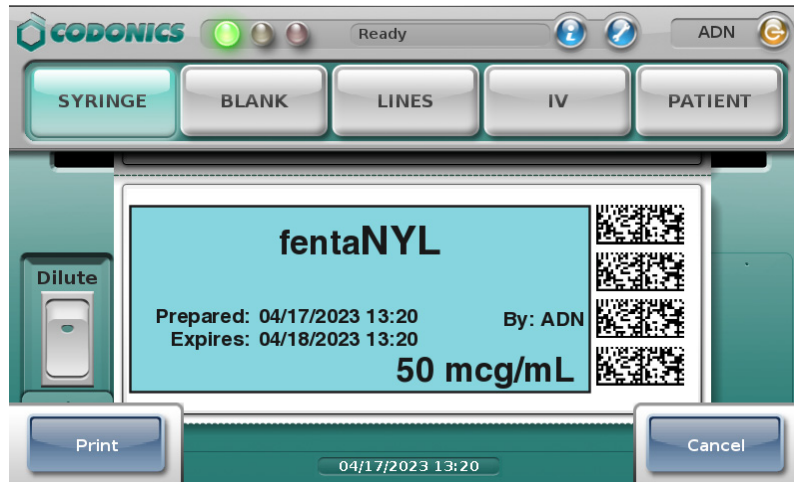 CODONICS Ready ADN
SYRINGE BLANK LINES IV PATIENT
fentaNYL
Dilute
Prepared: 04/17/2023 13:20 By: ADN
Expires: 04/18/2023 13:20
50 mcg/mL
Print Cancel
04/17/2023 13:20